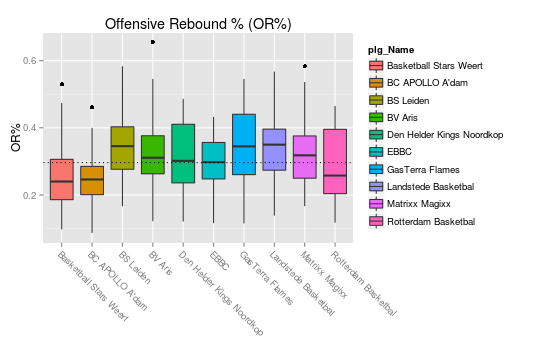 Offensive Rebound % (OR%)
OR%
0.6
0.4
0.2
Basketball Stars Weert
BC APOLLO A'dam
BS Leiden
BV Aris
Den Helder Kings Noordkop
EBBC
GasTerra Flames
Landstede Basketbal
Matrixx Magixx
Rotterdam Basketbal
plg_Name
Basketball Stars Weert
BC APOLLO A'dam
BS Leiden
BV Aris
Den Helder Kings Noordkop
EBBC
GasTerra Flames
Landstede Basketbal
Matrixx Magixx
Rotterdam Basketbal